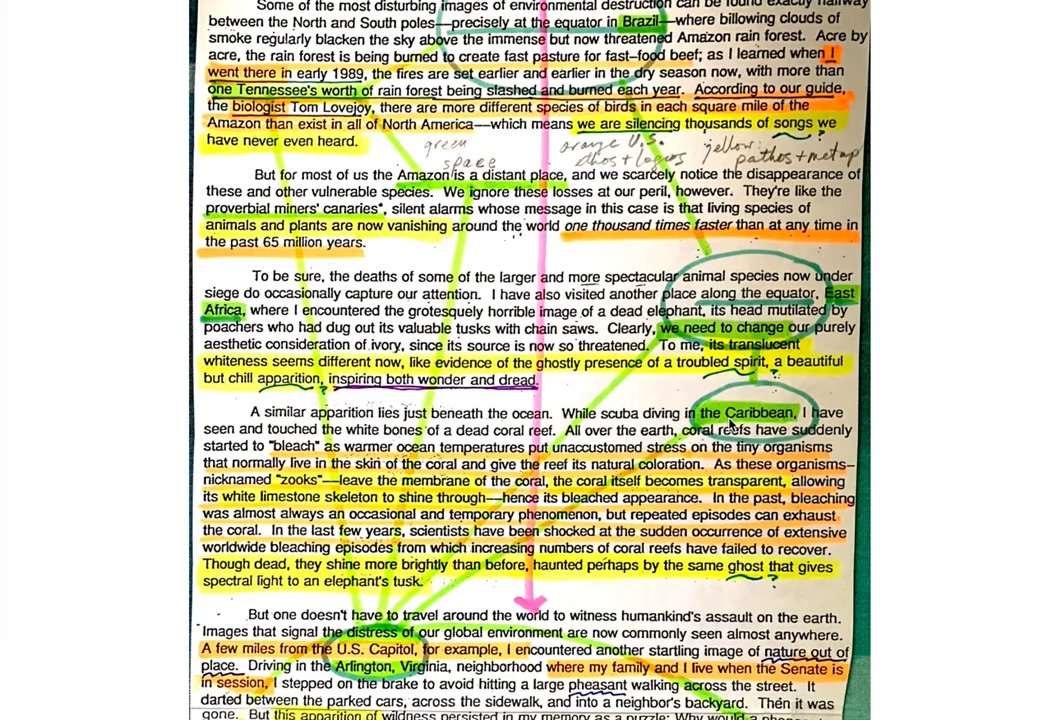 Some of the most disturbing images of environmental destruction can be found exactly halfway
between the North and South poles—precisely at the equator in Brazil—where billowing clouds of
smoke regularly blacken the sky above the immense but now threatened Amazon rain forest. Acre by
acre, the rain forest is being burned to create fast pasture for fast–food beef; as I learned when I
went there in early 1989, the fires are set earlier and earlier in the dry season now, with more than
one Tennessee's worth of rain forest being slashed and burned each year. According to our guide,
the biologist Tom Lovejoy, there are more different species of birds in each square mile of the
Amazon than exist in all of North America—which means we are silencing thousands of songs we
have never even heard.
green space
orange U.S. ethos + logos
yellow: pathos + metap
But for most of us the Amazon is a distant place, and we scarcely notice the disappearance of
these and other vulnerable species. We ignore these losses at our peril, however. They're like the
proverbial miners' canaries*, silent alarms whose message in this case is that living species of
animals and plants are now vanishing around the world one thousand times faster than at any time in
the past 65 million years.
To be sure, the deaths of some of the larger and more spectacular animal species now under
siege do occasionally capture our attention. I have also visited another place along the equator, East
Africa, where I encountered the grotesquely horrible image of a dead elephant, its head mutilated by
poachers who had dug out its valuable tusks with chain saws. Clearly, we need to change our purely
aesthetic consideration of ivory, since its source is now so threatened. To me, its translucent
whiteness seems different now, like evidence of the ghostly presence of a troubled spirit, a beautiful
but chill apparition, inspiring both wonder and dread.
A similar apparition lies just beneath the ocean. While scuba diving in the Caribbean, I have
seen and touched the white bones of a dead coral reef. All over the earth, coral reefs have suddenly
started to "bleach" as warmer ocean temperatures put unaccustomed stress on the tiny organisms
that normally live in the skin of the coral and give the reef its natural coloration. As these organisms–
nicknamed "zooks"—leave the membrane of the coral, the coral itself becomes transparent, allowing
its white limestone skeleton to shine through—hence its bleached appearance. In the past, bleaching
was almost always an occasional and temporary phenomenon, but repeated episodes can exhaust
the coral. In the last few years, scientists have been shocked at the sudden occurrence of extensive
worldwide bleaching episodes from which increasing numbers of coral reefs have failed to recover.
Though dead, they shine more brightly than before, haunted perhaps by the same ghost that gives
spectral light to an elephant's tusk.
But one doesn't have to travel around the world to witness humankind's assault on the earth.
Images that signal the distress of our global environment are now commonly seen almost anywhere.
A few miles from the U.S. Capitol, for example, I encountered another startling image of nature out of
place. Driving in the Arlington, Virginia, neighborhood where my family and I live when the Senate is
in session, I stepped on the brake to avoid hitting a large pheasant walking across the street. It
darted between the parked cars, across the sidewalk, and into a neighbor's backyard. Then it was
gone. But this apparition of wildness persisted in my memory as a puzzle: Why would a